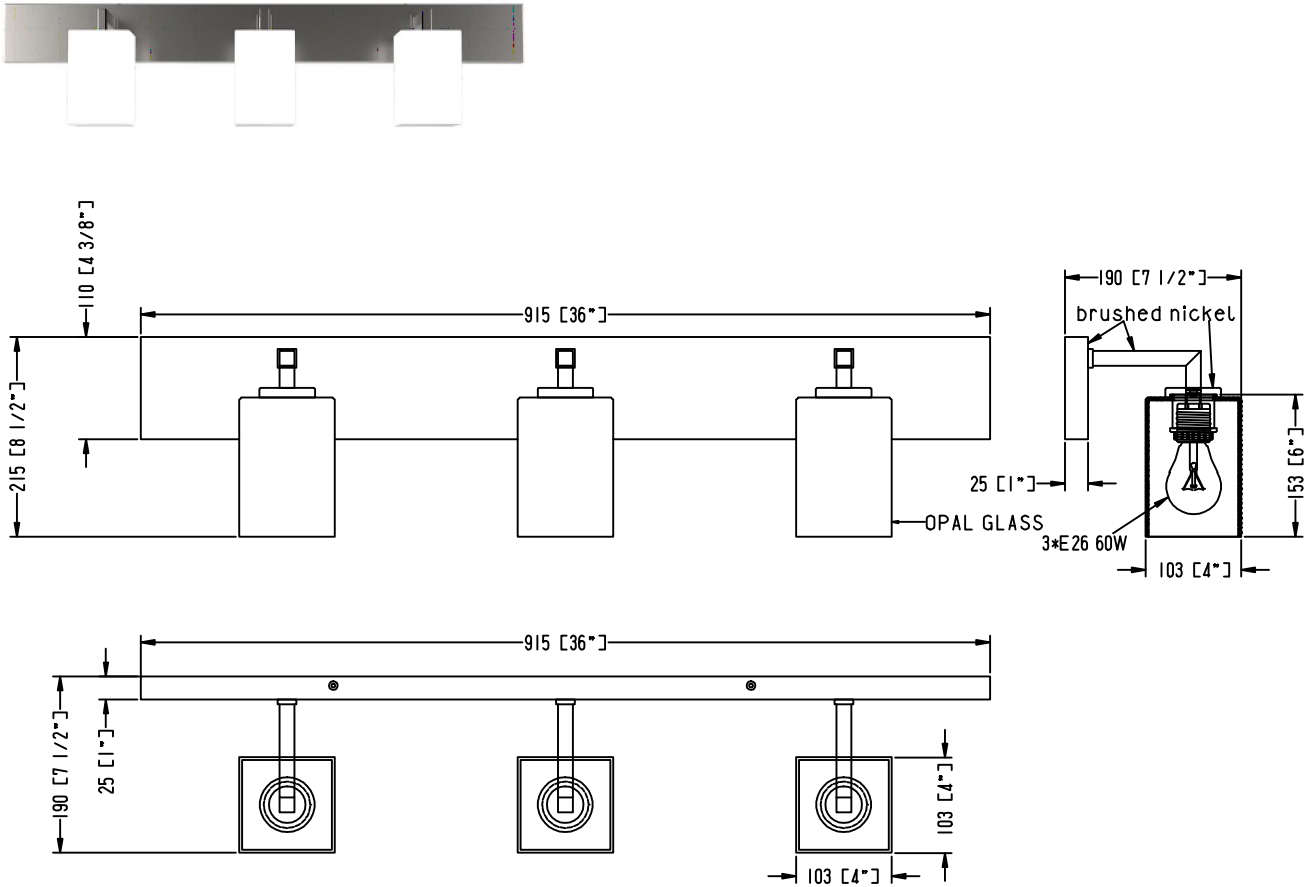 110 [4 3/8"]
915 [36"]
215 [8 1/2"]
OPAL GLASS
190 [7 1/2"]
brushed nickel
25 [1"]
3*E26 60W
153 [6"]
103 [4"]
915 [36"]
190 [7 1/2"]
25 [1"]
103 [4"]
103 [4"]